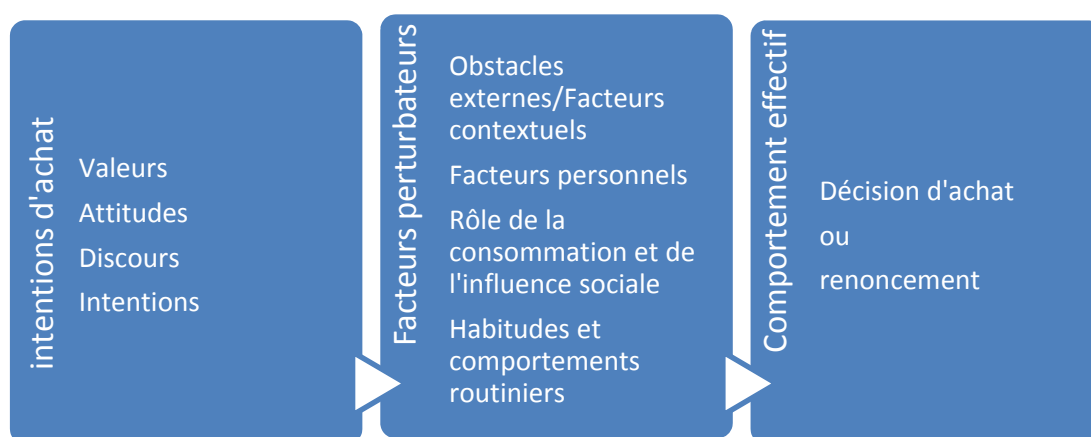 intentions d'achat
Valeurs
Attitudes
Discours
Intentions
Facteurs perturbateurs
Obstacles
externes/Facteurs
contextuels
Facteurs personnels
Rôle de la
consommation et de
l'influence sociale
Habitudes et
comportements
routiniers
Comportement effectif
Décision d'achat
ou
renoncement